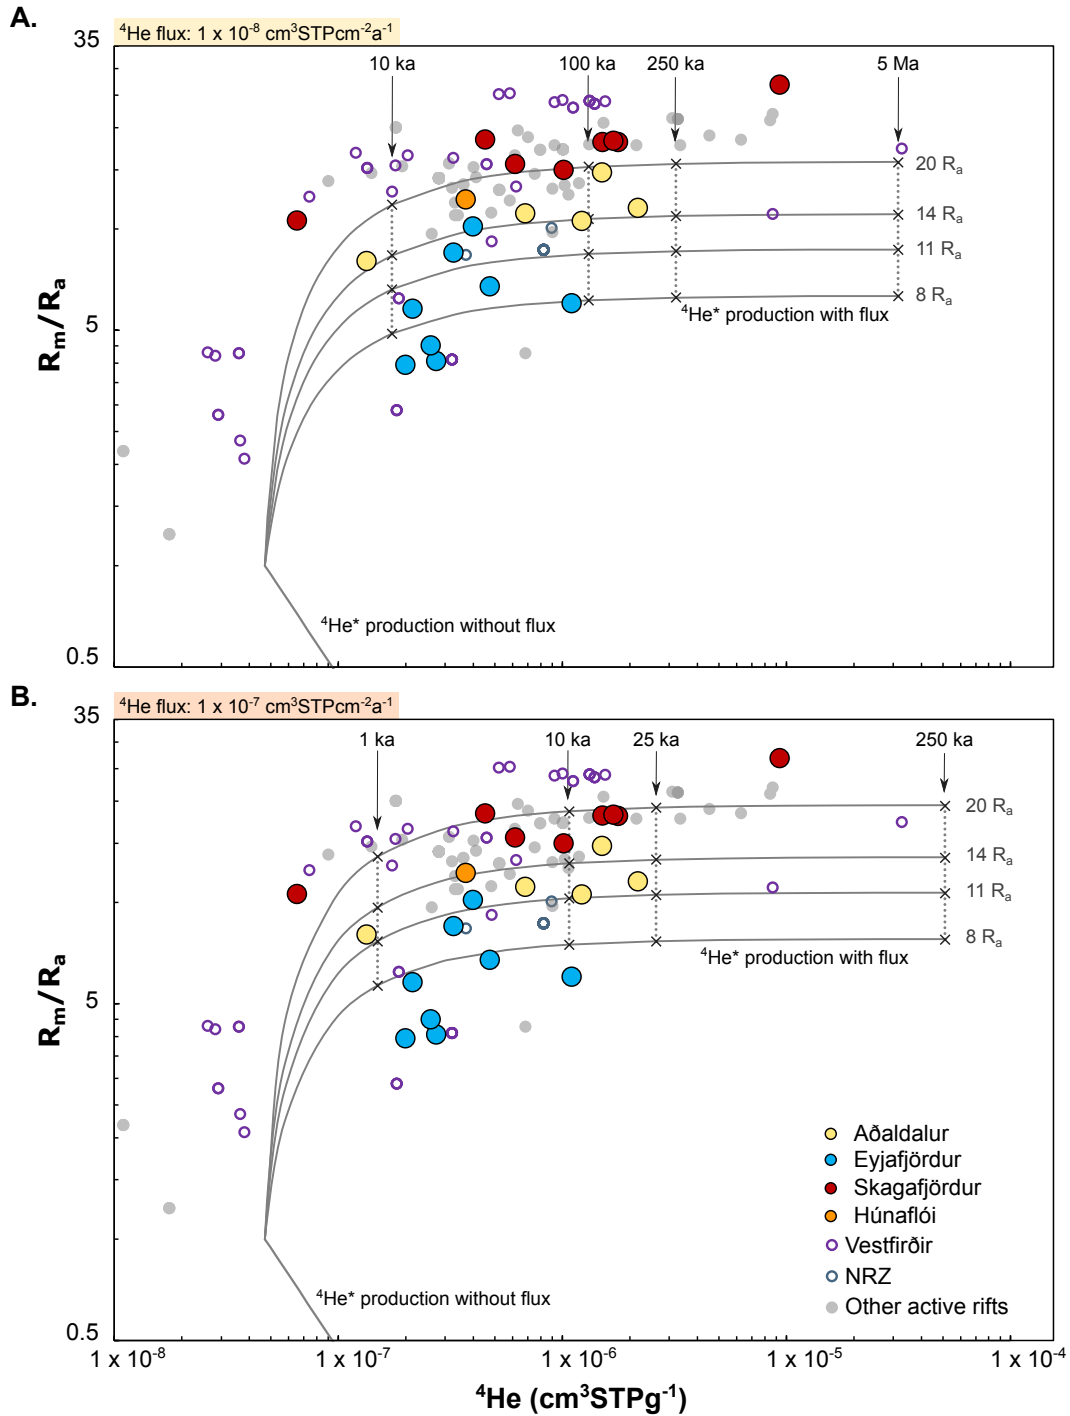 A.
⁴He flux: 1 x 10⁻⁸ cm³STPcm⁻²a⁻¹
35
10 ka
100 ka
250 ka
5 Ma
20 Rₐ
14 Rₐ
11 Rₐ
8 Rₐ
⁴He* production with flux
5
Rₘ/Rₐ
⁴He* production without flux
0.5
B.
⁴He flux: 1 x 10⁻⁷ cm³STPcm⁻²a⁻¹
35
1 ka
10 ka
25 ka
250 ka
20 Rₐ
14 Rₐ
11 Rₐ
8 Rₐ
⁴He* production with flux
5
Rₘ/Rₐ
Aðaldalur
Eyjafjördur
Skagafjördur
Húnaflói
Vestfirðir
NRZ
Other active rifts
⁴He* production without flux
0.5
1 x 10⁻⁸
1 x 10⁻⁷
1 x 10⁻⁶
1 x 10⁻⁵
1 x 10⁻⁴
⁴He (cm³STPg⁻¹)